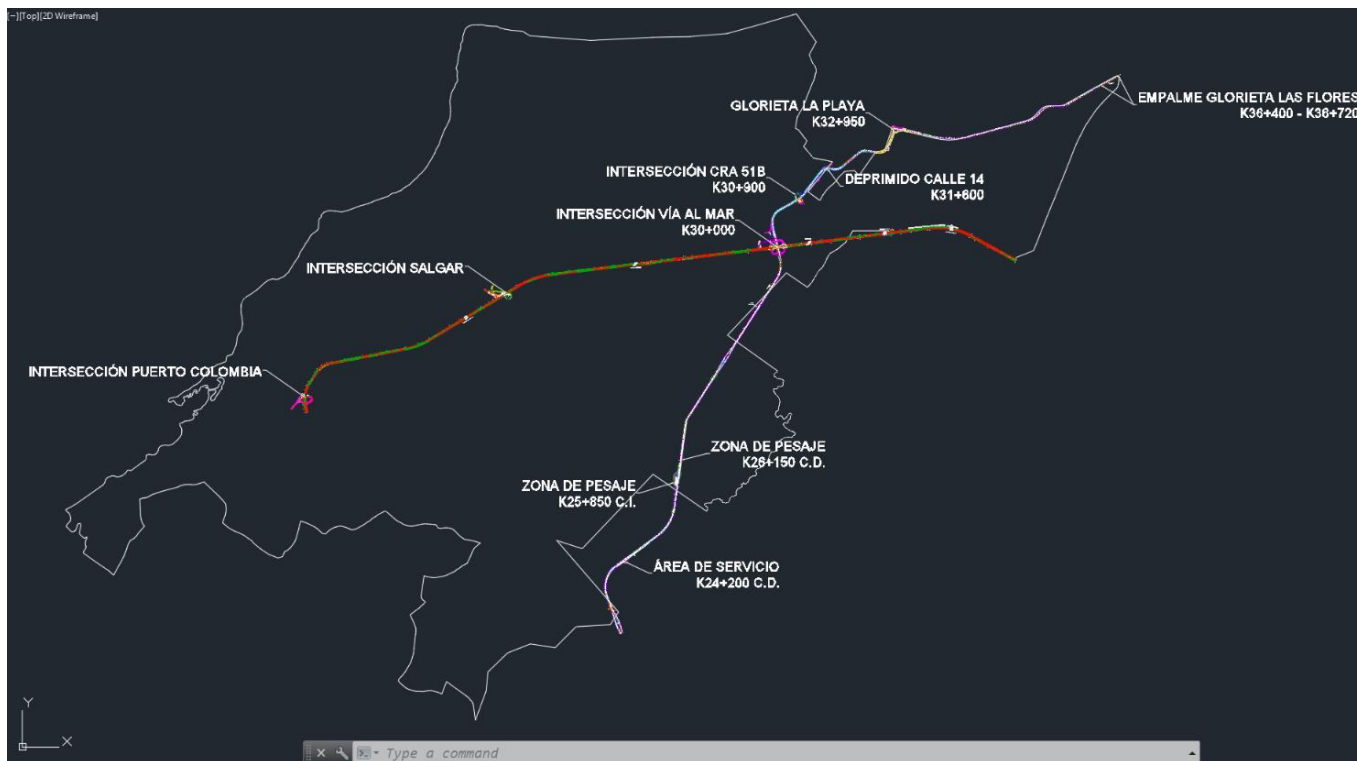 [−][Top][2D Wireframe]
EMPALME GLORIETA LAS FLORES
K36+400 - K36+720
GLORIETA LA PLAYA
K32+950
INTERSECCIÓN CRA 51B
K30+900
DEPRIMIDO CALLE 14
K31+600
INTERSECCIÓN VÍA AL MAR
K30+000
INTERSECCIÓN SALGAR
INTERSECCIÓN PUERTO COLOMBIA
ZONA DE PESAJE
K26+150 C.D.
ZONA DE PESAJE
K25+850 C.I.
ÁREA DE SERVICIO
K24+200 C.D.
Y
X
Type a command